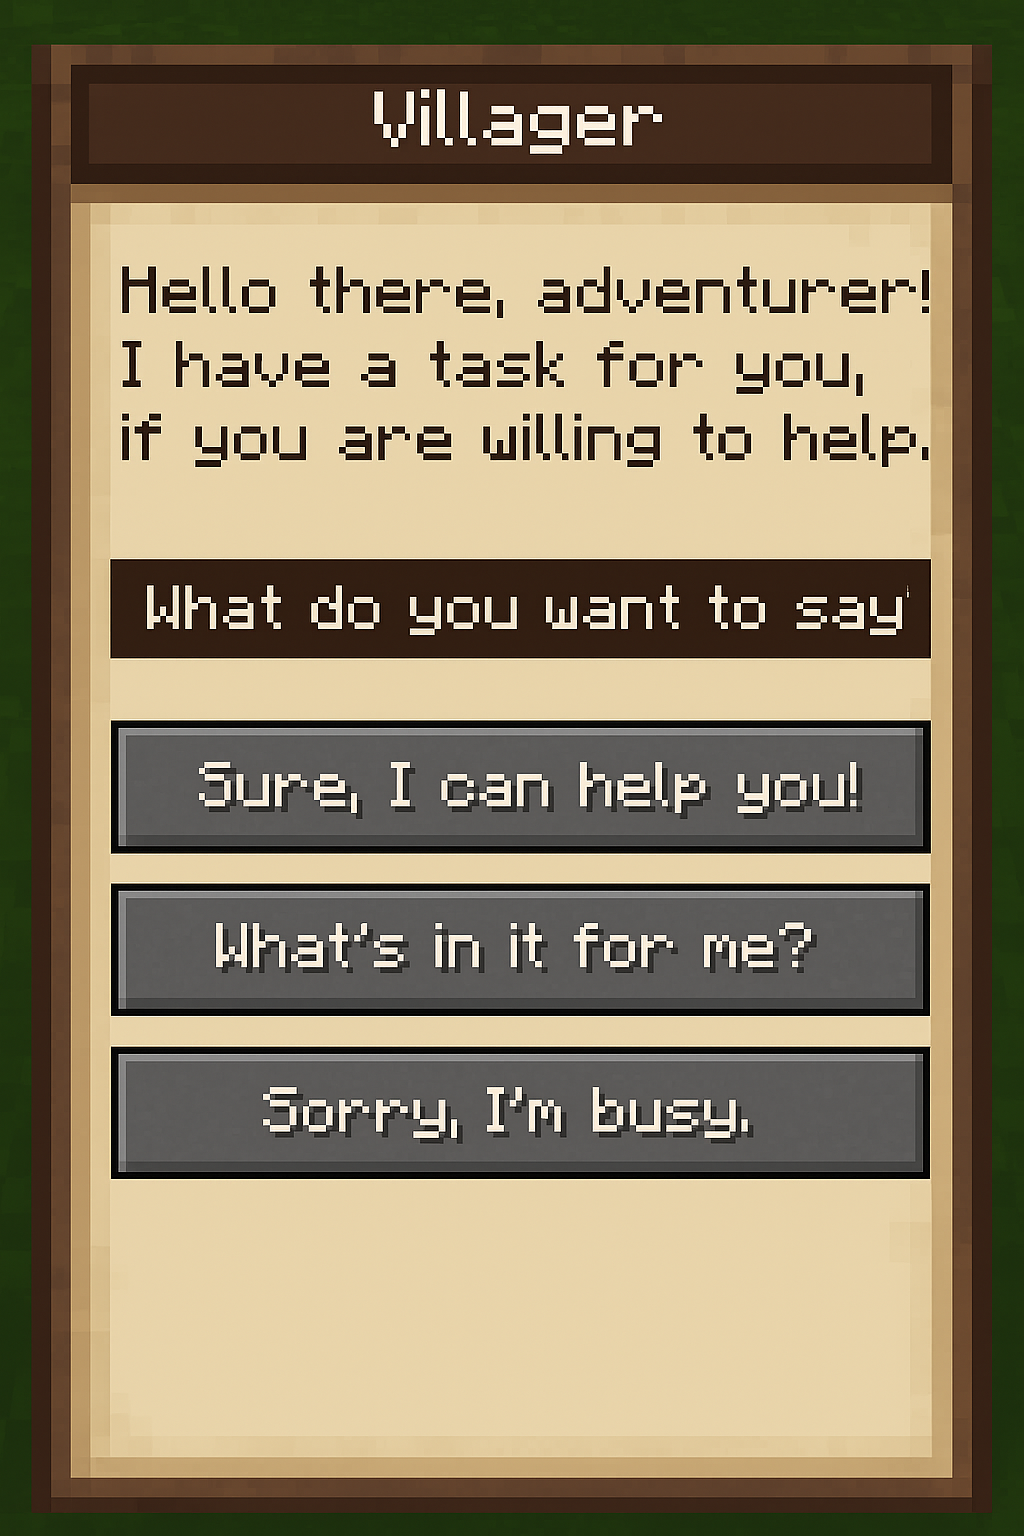 Villager
Hello there, adventurer!
I have a task for you,
if you are willing to help.
What do you want to say
Sure, I can help you!
What's in it for me?
Sorry, I'm busy.